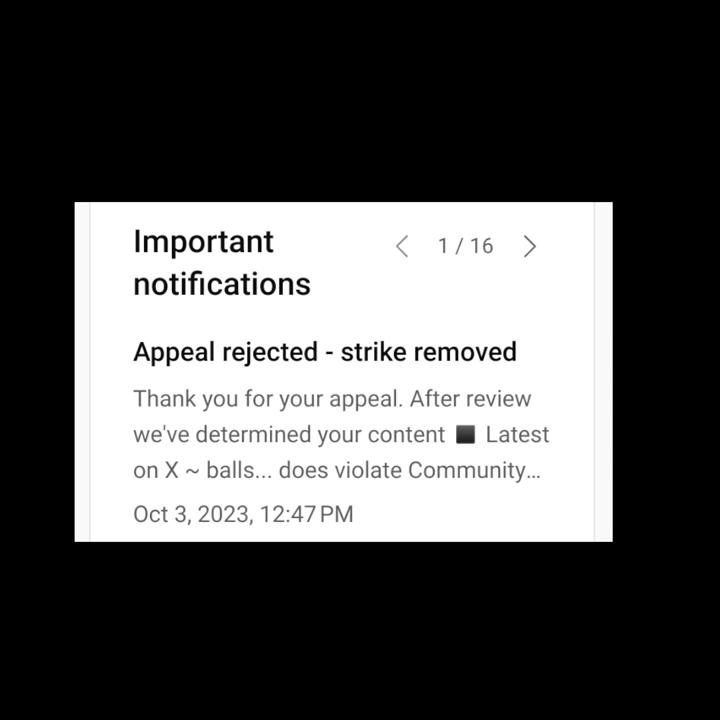 Important
notifications
1 / 16
Appeal rejected - strike removed
Thank you for your appeal. After review
we've determined your content ⬛ Latest
on X ~ balls... does violate Community...
Oct 3, 2023, 12:47 PM